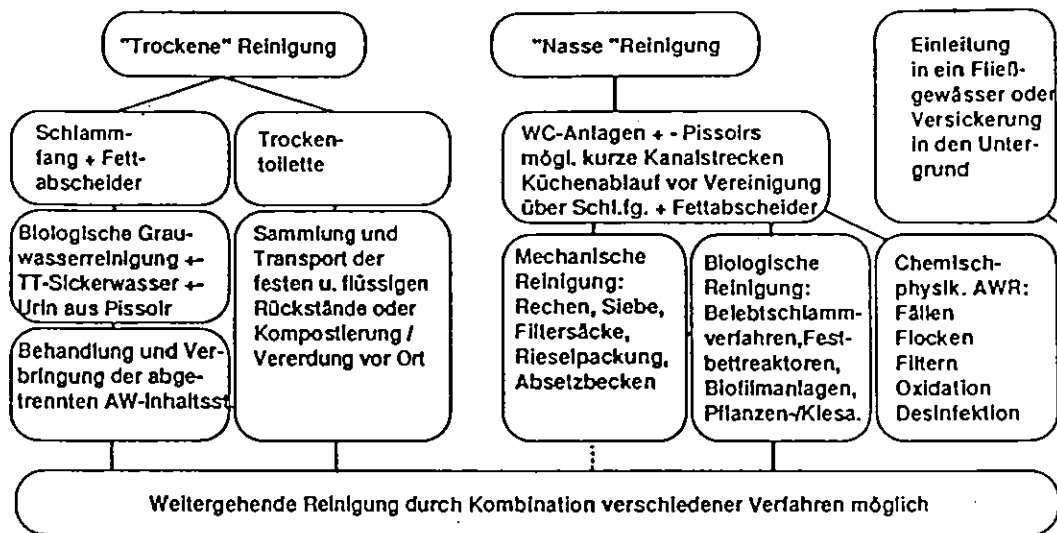 "Trockene" Reinigung
"Nasse "Reinigung
Einleitung
in ein Fließ-
gewässer oder
Versickerung
in den Unter-
grund
Schlamm-
fang + Fett-
abscheider
Trocken-
toilette
WC-Anlagen + - Pissoirs
mögl. kurze Kanalstrecken
Küchenablauf vor Vereinigung
über Schl.fg. + Fettabscheider
Biologische Grau-
wasserreinigung +-
TT-Sickerwasser +-
Urin aus Pissoir
Sammlung und
Transport der
festen u. flüssigen
Rückstände oder
Kompostierung /
Vererdung vor Ort
Mechanische
Reinigung:
Rechen, Siebe,
Filtersäcke,
Rieselpackung,
Absetzbecken
Biologische
Reinigung:
Belebtschlamm-
verfahren,Fest-
bettreaktoren,
Biofilmanlagen,
Pflanzen-/Kiesa.
Chemisch-
physik. AWR:
Fällen
Flocken
Filtern
Oxidation
Desinfektion
Behandlung und Ver-
bringung der abge-
trennten AW-Inhaltsst.
Weitergehende Reinigung durch Kombination verschiedener Verfahren möglich